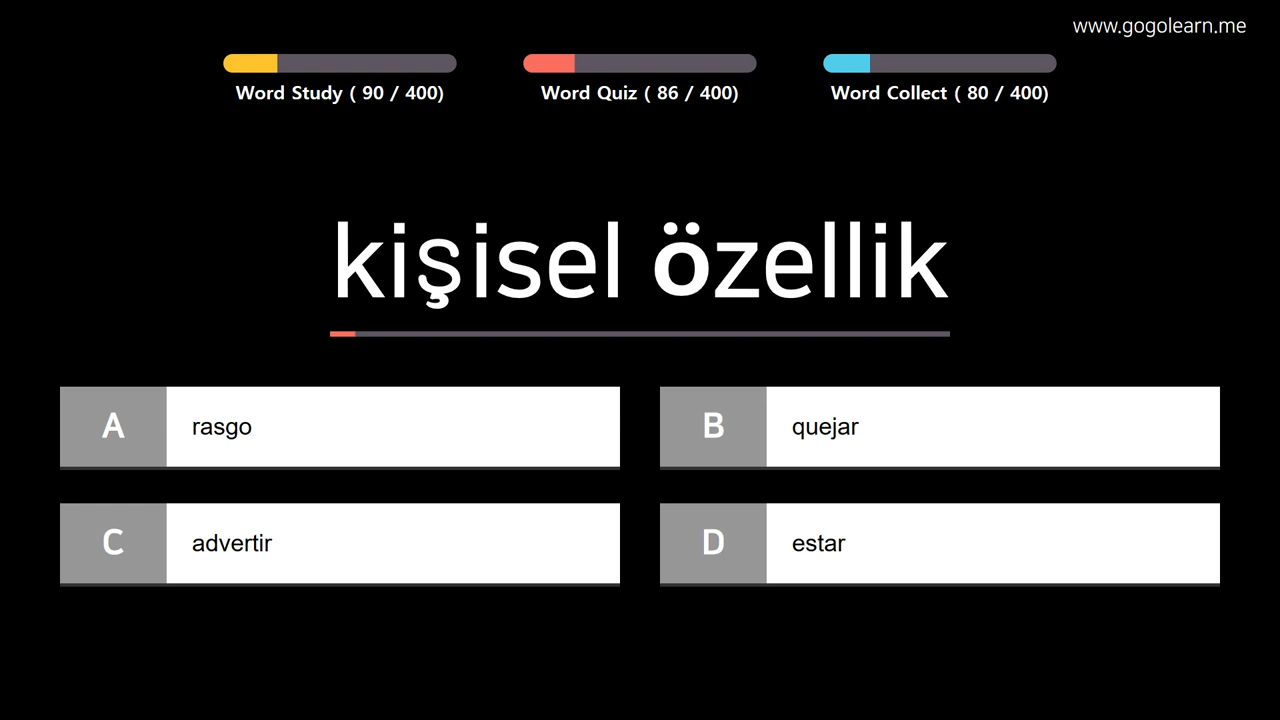 www.gogolearn.me
Word Study ( 90 / 400)
Word Quiz ( 86 / 400)
Word Collect ( 80 / 400)
kişisel özellik
A rasgo
B quejar
C advertir
D estar